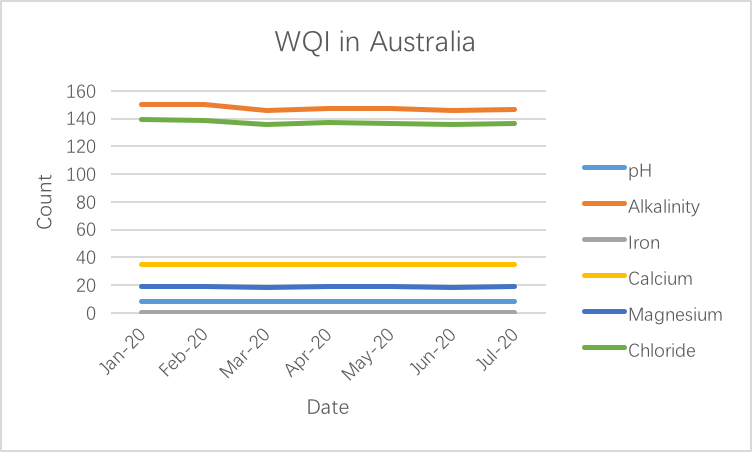 WQI in Australia
160
140
120
100
80
60
40
20
0
Count
Jan-20
Feb-20
Mar-20
Apr-20
May-20
Jun-20
Jul-20
Date
pH
Alkalinity
Iron
Calcium
Magnesium
Chloride